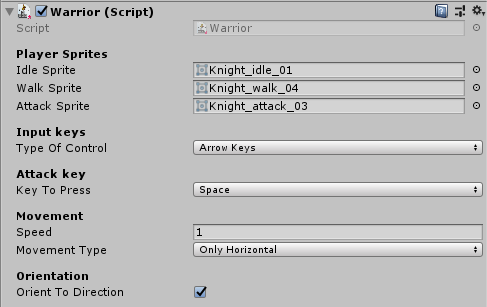 Warrior (Script)
Script Warrior
Player Sprites
Idle Sprite Knight_idle_01
Walk Sprite Knight_walk_04
Attack Sprite Knight_attack_03
Input keys
Type Of Control Arrow Keys
Attack key
Key To Press Space
Movement
Speed 1
Movement Type Only Horizontal
Orientation
Orient To Direction